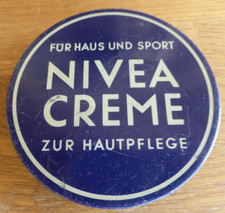 FÜR HAUS UND SPORT
NIVEA
CREME
ZUR HAUTPFLEGE